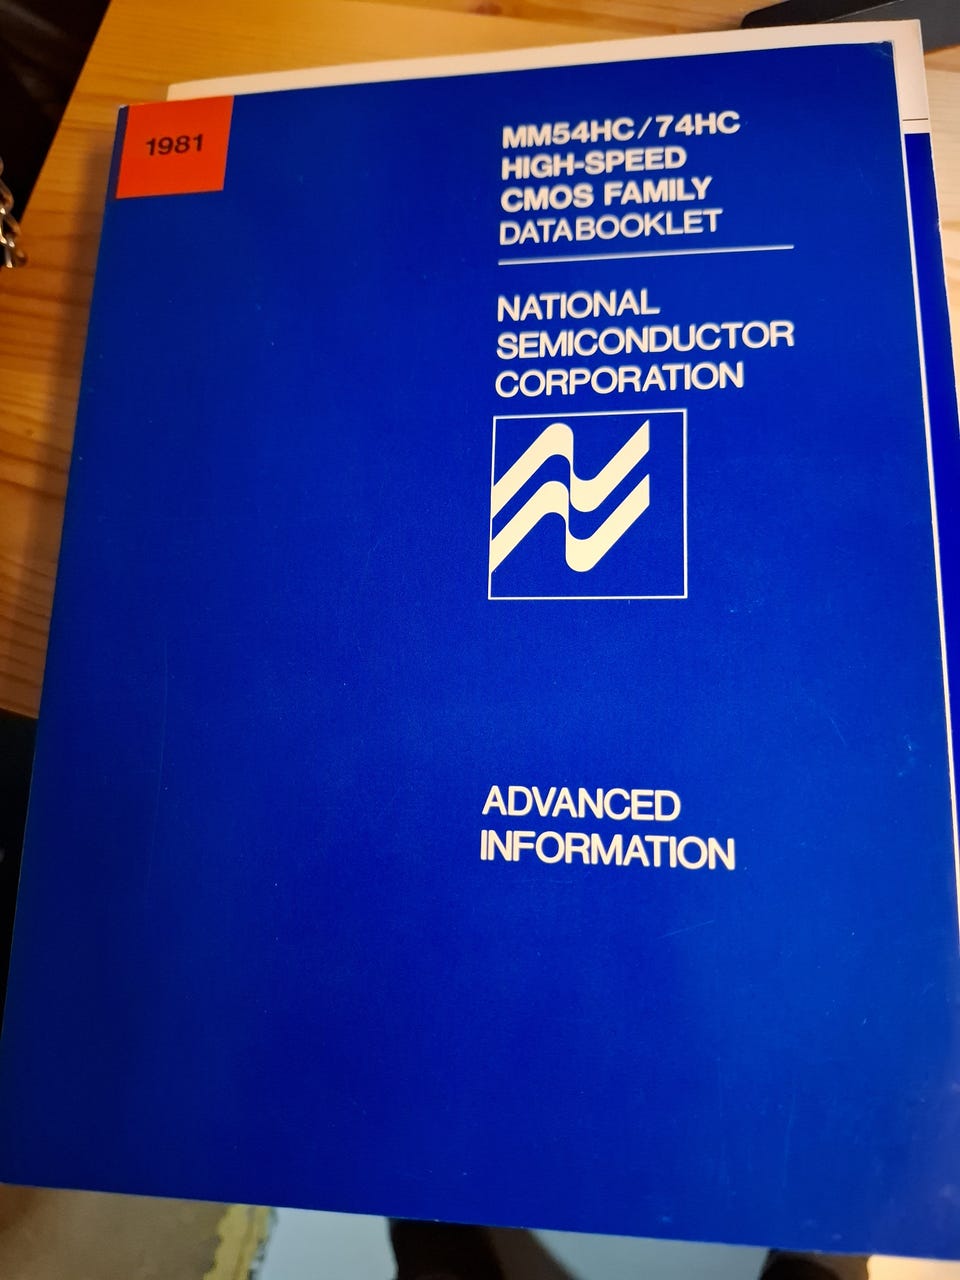 1981
MM54HC/74HC
HIGH-SPEED
CMOS FAMILY
DATABOOKLET
NATIONAL
SEMICONDUCTOR
CORPORATION
ADVANCED
INFORMATION